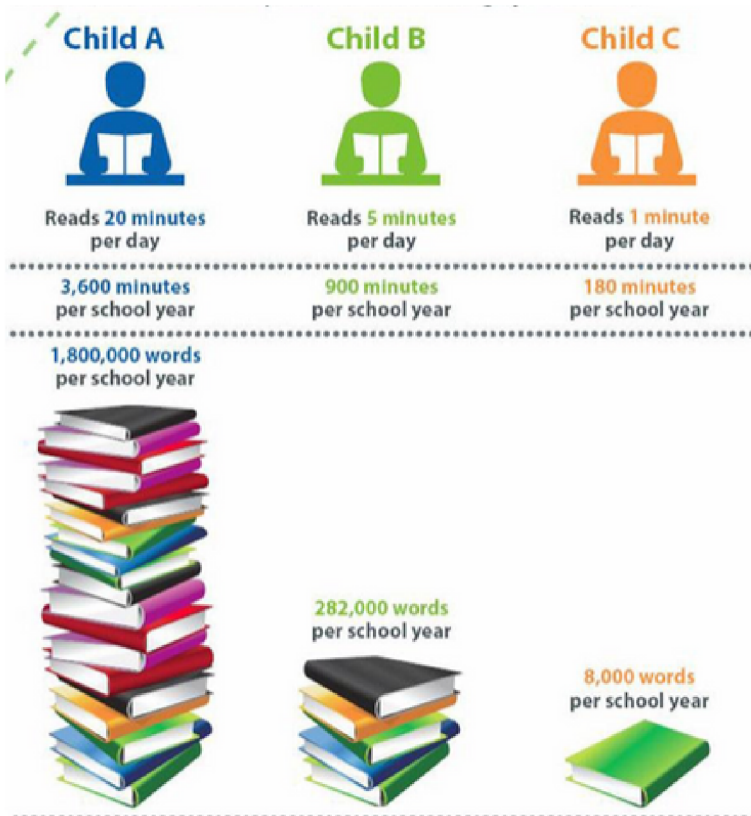 Child A
Child B
Child C
Reads 20 minutes
per day
Reads 5 minutes
per day
Reads 1 minute
per day
3,600 minutes
per school year
900 minutes
per school year
180 minutes
per school year
1,800,000 words
per school year
282,000 words
per school year
8,000 words
per school year